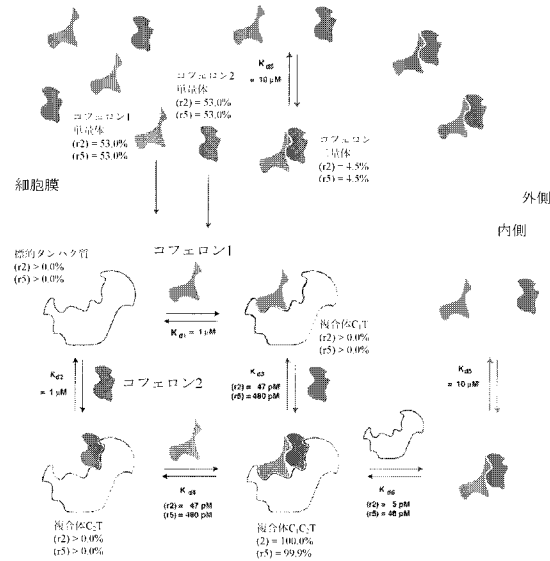 コフェロン2
単量体
(r2) = 53.0%
(r5) = 53.0%
K d5
= 10 µM
コフェロン1
単量体
(r2) = 53.0%
(r5) = 53.0%
コフェロン
二量体
(r2) = 4.5%
(r5) = 4.5%
細胞膜
外側
内側
標的タンパク質
(r2) > 0.0%
(r5) > 0.0%
コフェロン1
K d1 = 1 µM
複合体C₁T
(r2) > 0.0%
(r5) > 0.0%
K d2
= 1 µM
コフェロン2
K d3
(r2) = 47 pM
(r5) = 480 pM
K d5
= 10 µM
K d4
(r2) = 47 pM
(r5) = 480 pM
K d6
(r2) = 5 pM
(r5) = 48 pM
複合体C₂T
(r2) > 0.0%
(r5) > 0.0%
複合体C₁C₂T
(2) = 100.0%
(r5) = 99.9%